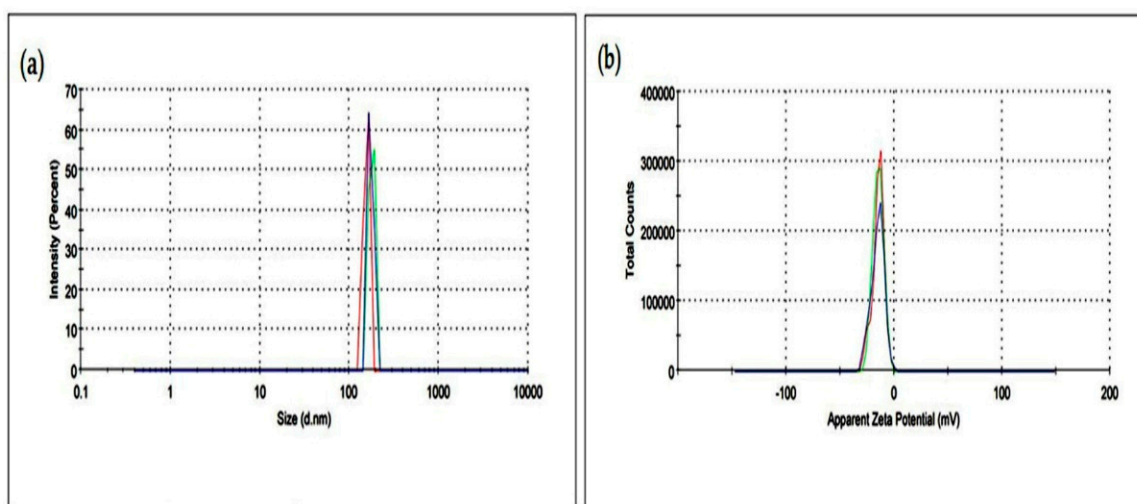 (a)
70
60
50
40
30
20
10
0
Intensity (Percent)
0.1 1 10 100 1000 10000
Size (d.nm)
(b)
400000
300000
200000
100000
0
Total Counts
-100 0 100 200
Apparent Zeta Potential (mV)